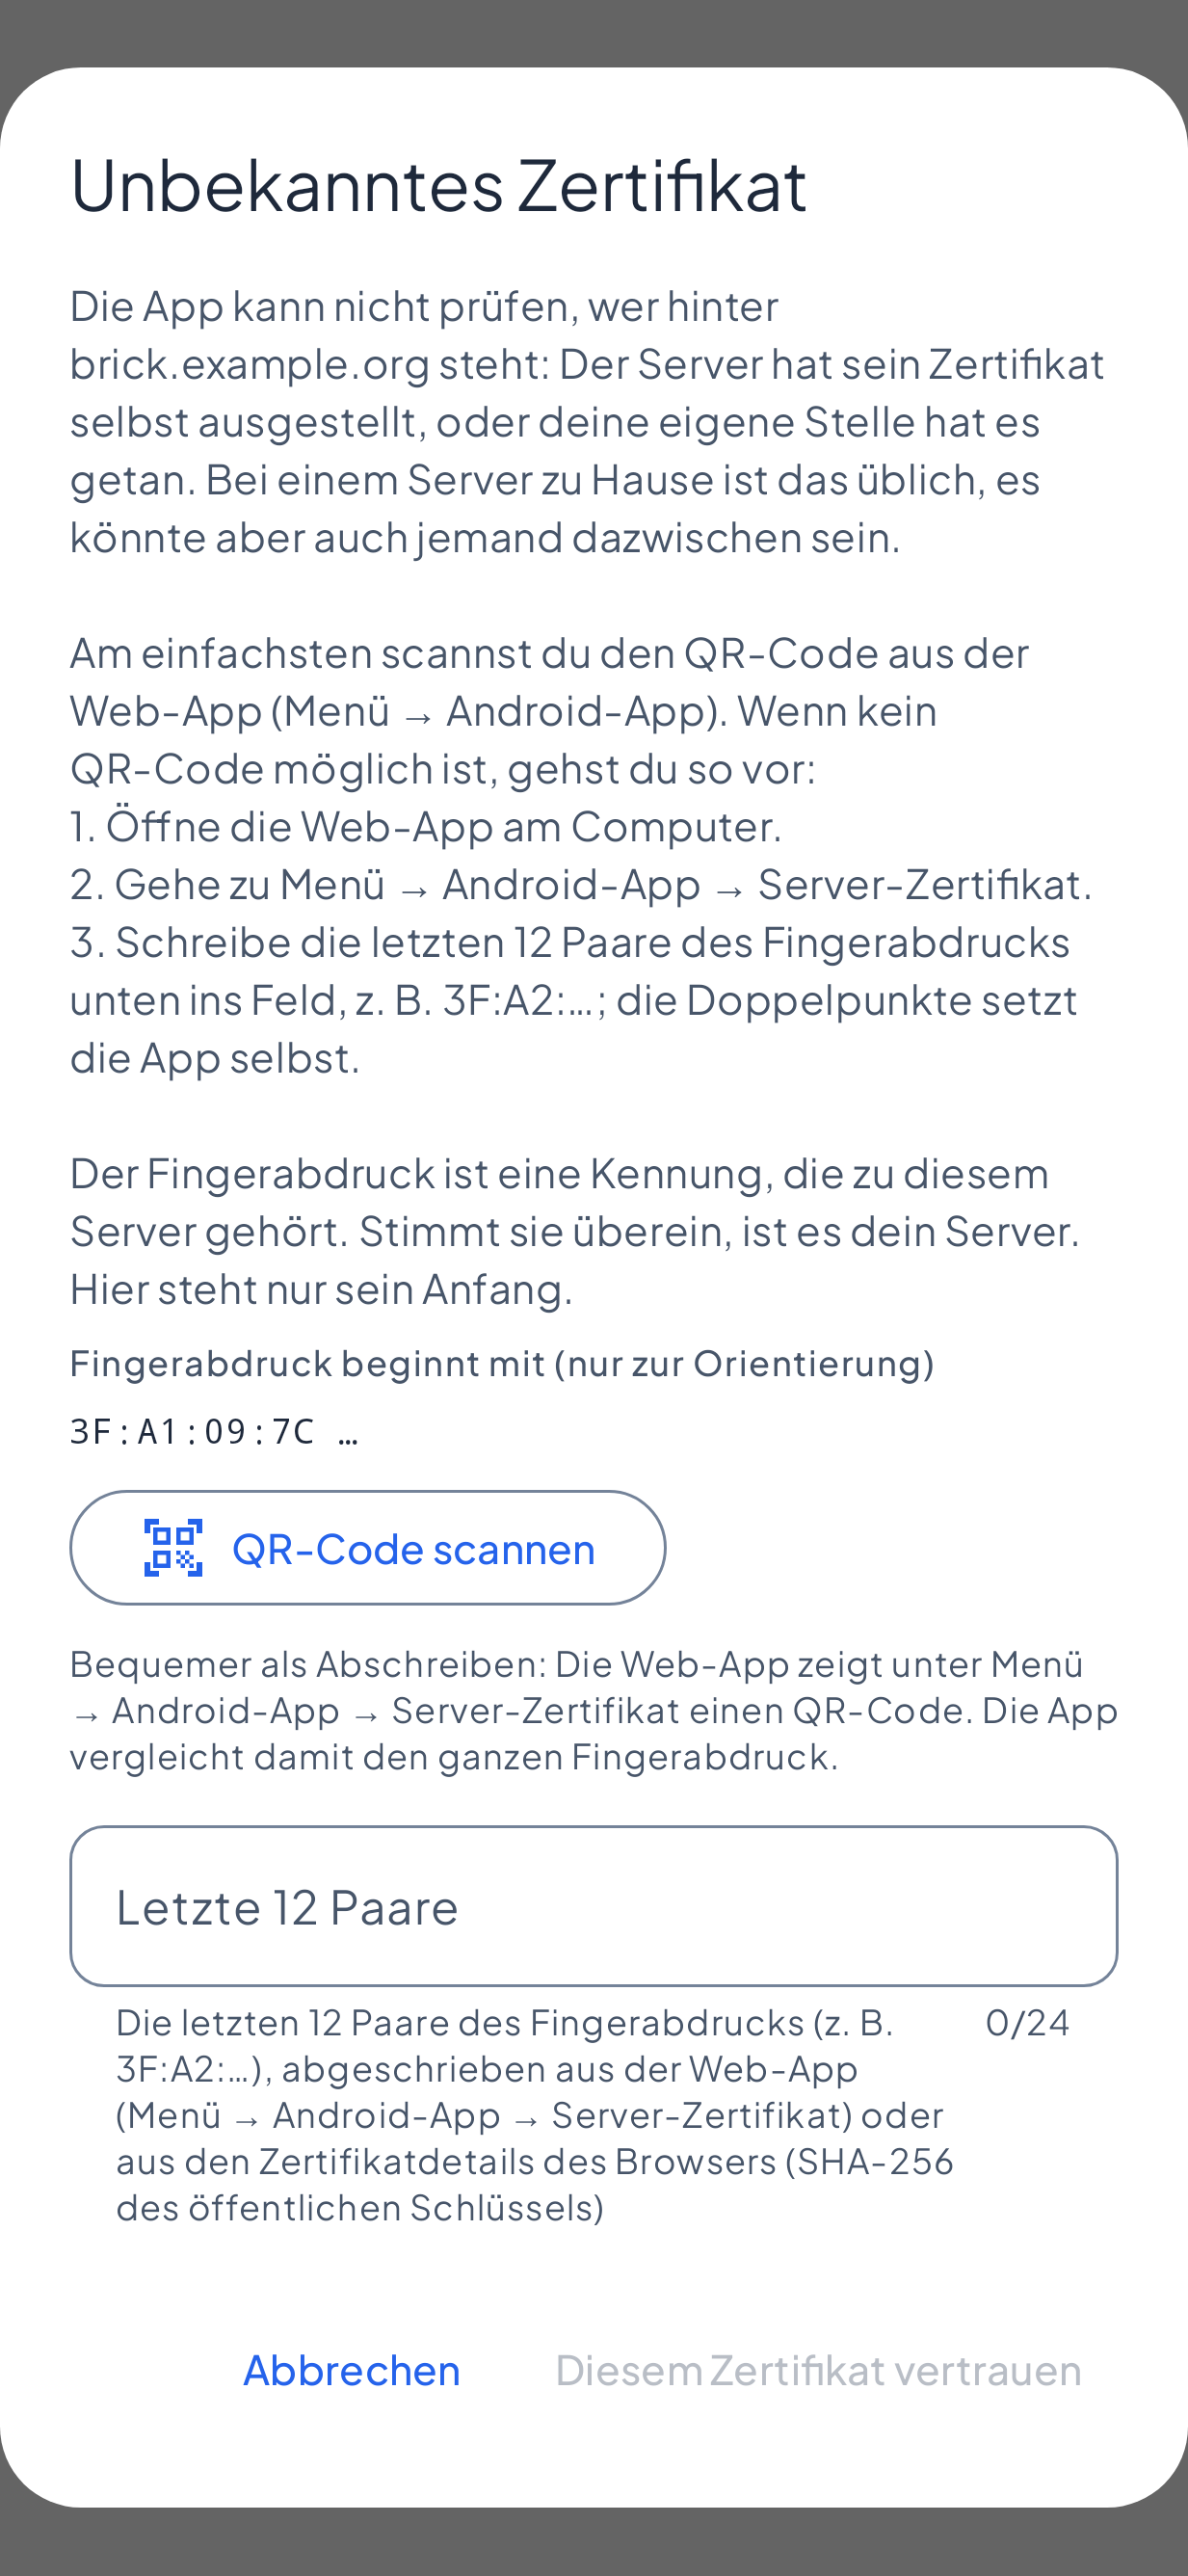 Unbekanntes Zertifikat
Die App kann nicht prüfen, wer hinter
brick.example.org steht: Der Server hat sein Zertifikat
selbst ausgestellt, oder deine eigene Stelle hat es
getan. Bei einem Server zu Hause ist das üblich, es
könnte aber auch jemand dazwischen sein.
Am einfachsten scannst du den QR-Code aus der
Web-App (Menü → Android-App). Wenn kein
QR-Code möglich ist, gehst du so vor:
1. Öffne die Web-App am Computer.
2. Gehe zu Menü → Android-App → Server-Zertifikat.
3. Schreibe die letzten 12 Paare des Fingerabdrucks
unten ins Feld, z. B. 3F:A2:…; die Doppelpunkte setzt
die App selbst.
Der Fingerabdruck ist eine Kennung, die zu diesem
Server gehört. Stimmt sie überein, ist es dein Server.
Hier steht nur sein Anfang.
Fingerabdruck beginnt mit (nur zur Orientierung)
3F:A1:09:7C …
QR-Code scannen
Bequemer als Abschreiben: Die Web-App zeigt unter Menü
→ Android-App → Server-Zertifikat einen QR-Code. Die App
vergleicht damit den ganzen Fingerabdruck.
Letzte 12 Paare
Die letzten 12 Paare des Fingerabdrucks (z. B. 0/24
3F:A2:…), abgeschrieben aus der Web-App
(Menü → Android-App → Server-Zertifikat) oder
aus den Zertifikatdetails des Browsers (SHA-256
des öffentlichen Schlüssels)
Abbrechen Diesem Zertifikat vertrauen